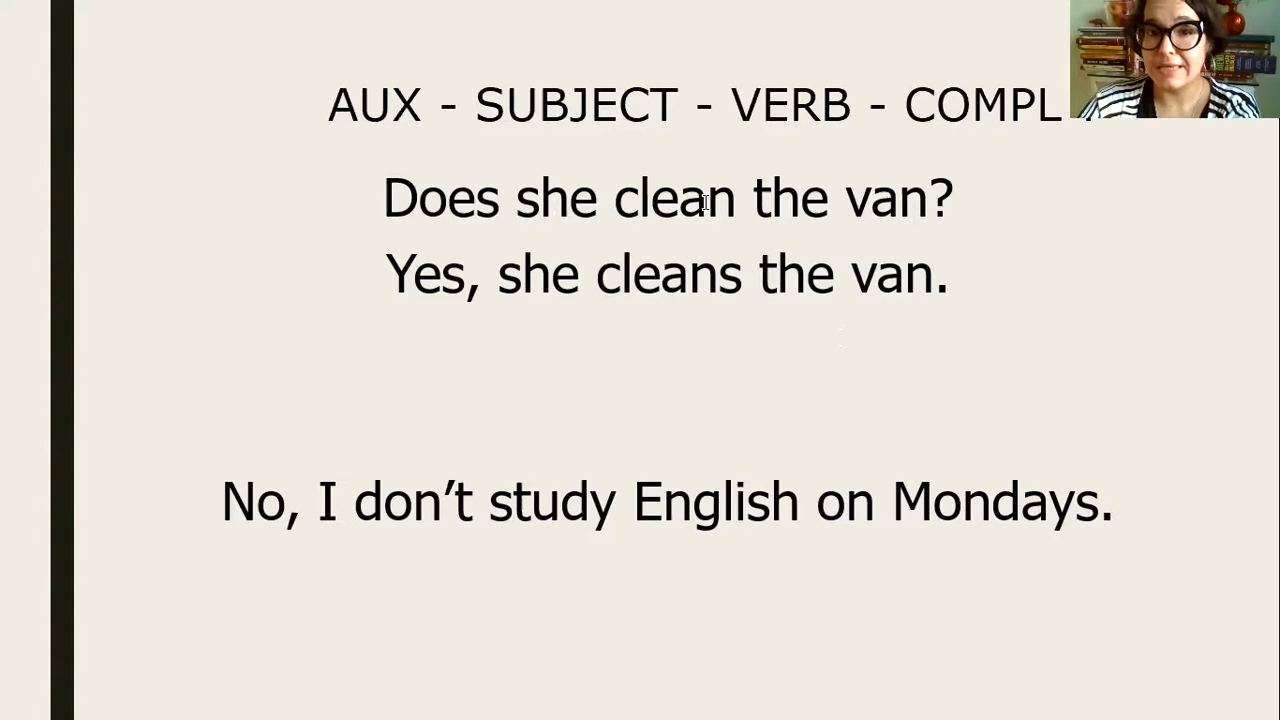 AUX - SUBJECT - VERB - COMPL
Does she clean the van?
Yes, she cleans the van.
No, I don’t study English on Mondays.